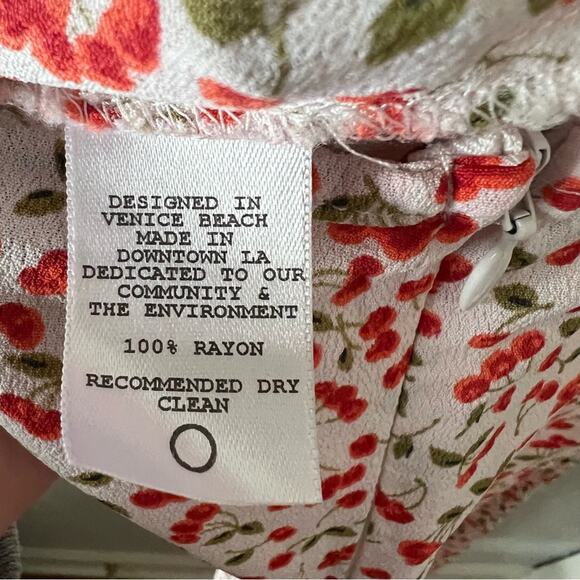 DESIGNED IN
VENICE BEACH
MADE IN
DOWNTOWN LA
DEDICATED TO OUR
COMMUNITY &
THE ENVIRONMENT
100% RAYON
RECOMMENDED DRY
CLEAN